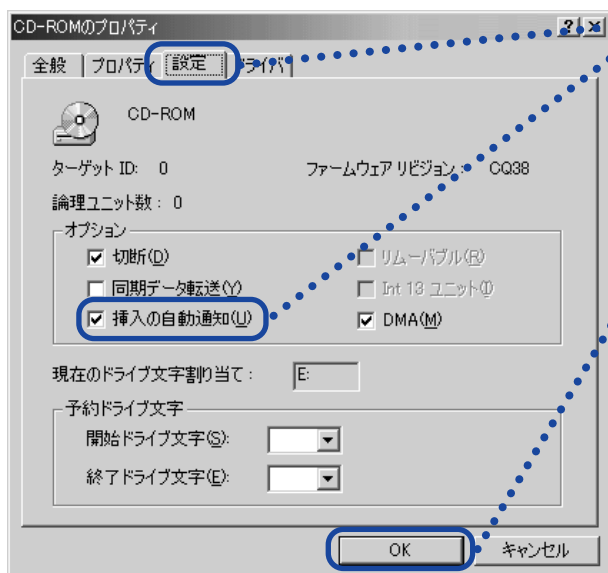 CD-ROMのプロパティ
全般 プロパティ 設定 ドライバ
CD-ROM
ターゲット ID: 0 ファームウェア リビジョン: CQ38
論理ユニット数: 0
オプション
切断(D) リムーバブル(R)
同期データ転送(Y) Int 13 ユニット(I)
挿入の自動通知(U) DMA(M)
現在のドライブ文字割り当て: E:
予約ドライブ文字
開始ドライブ文字(S):
終了ドライブ文字(E):
OK キャンセル